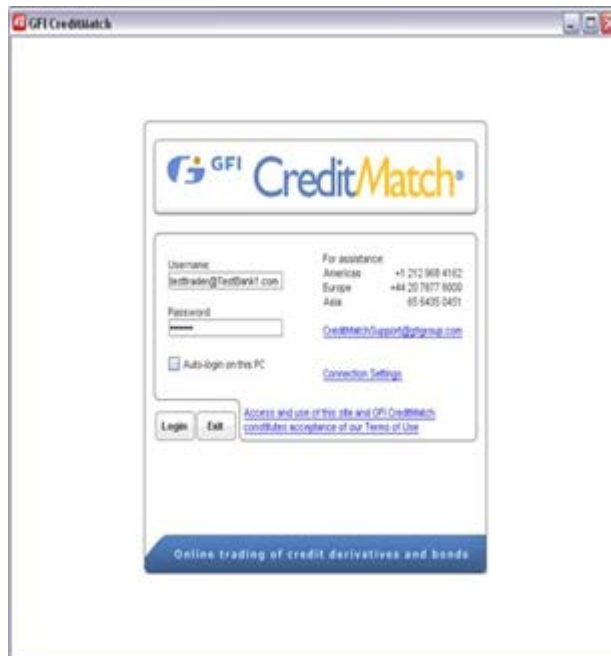 GFI CreditMatch
GFI CreditMatch®
Username
testtrader@TestBank1.com
Password
••••••
Auto-login on this PC
Login Exit
For assistance:
Americas +1 212 968 4102
Europe +44 20 7877 8000
Asia 65 6435 0451
CreditMatchSupport@gfigroup.com
Connection Settings
Access and use of this site and GFI CreditMatch
constitutes acceptance of our Terms of Use
Online trading of credit derivatives and bonds